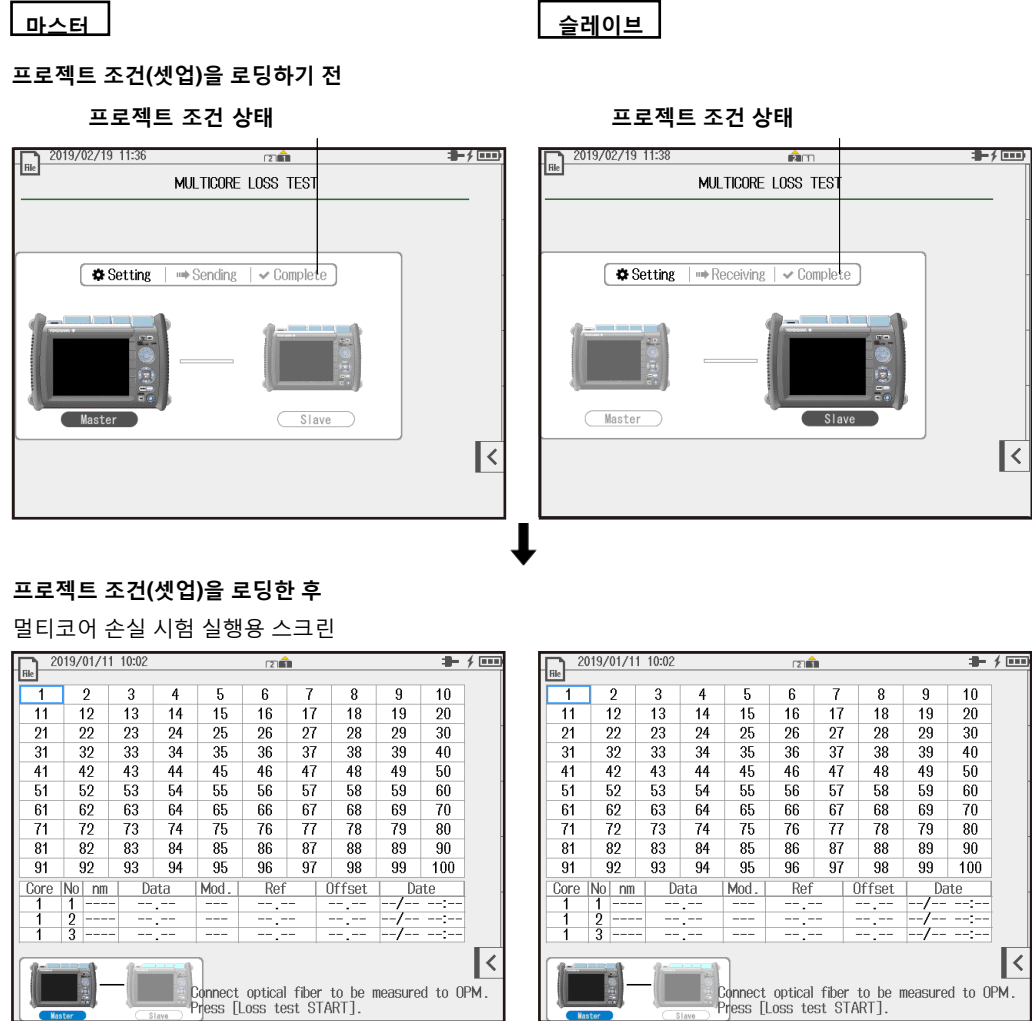 마스터
슬레이브
프로젝트 조건(셋업)을 로딩하기 전
프로젝트 조건 상태
프로젝트 조건 상태
File 2019/02/19 11:36 2 1
MULTICORE LOSS TEST
Setting Sending Complete
YOKOGAWA
Master Slave
File 2019/02/19 11:38 2 1
MULTICORE LOSS TEST
Setting Receiving Complete
YOKOGAWA
Master Slave
프로젝트 조건(셋업)을 로딩한 후
멀티코어 손실 시험 실행용 스크린
File 2019/01/11 10:02 2 1
1 2 3 4 5 6 7 8 9 10
11 12 13 14 15 16 17 18 19 20
21 22 23 24 25 26 27 28 29 30
31 32 33 34 35 36 37 38 39 40
41 42 43 44 45 46 47 48 49 50
51 52 53 54 55 56 57 58 59 60
61 62 63 64 65 66 67 68 69 70
71 72 73 74 75 76 77 78 79 80
81 82 83 84 85 86 87 88 89 90
91 92 93 94 95 96 97 98 99 100
Core No nm Data Mod. Ref Offset Date
1 1 ---- --.-- --- --.-- --.-- --/-- --:--
1 2 ---- --.-- --- --.-- --.-- --/-- --:--
1 3 ---- --.-- --- --.-- --.-- --/-- --:--
Connect optical fiber to be measured to OPM.
Press [Loss test START].
Master Slave
File 2019/01/11 10:02 2 1
1 2 3 4 5 6 7 8 9 10
11 12 13 14 15 16 17 18 19 20
21 22 23 24 25 26 27 28 29 30
31 32 33 34 35 36 37 38 39 40
41 42 43 44 45 46 47 48 49 50
51 52 53 54 55 56 57 58 59 60
61 62 63 64 65 66 67 68 69 70
71 72 73 74 75 76 77 78 79 80
81 82 83 84 85 86 87 88 89 90
91 92 93 94 95 96 97 98 99 100
Core No nm Data Mod. Ref Offset Date
1 1 ---- --.-- --- --.-- --.-- --/-- --:--
1 2 ---- --.-- --- --.-- --.-- --/-- --:--
1 3 ---- --.-- --- --.-- --.-- --/-- --:--
Connect optical fiber to be measured to OPM.
Press [Loss test START].
Master Slave